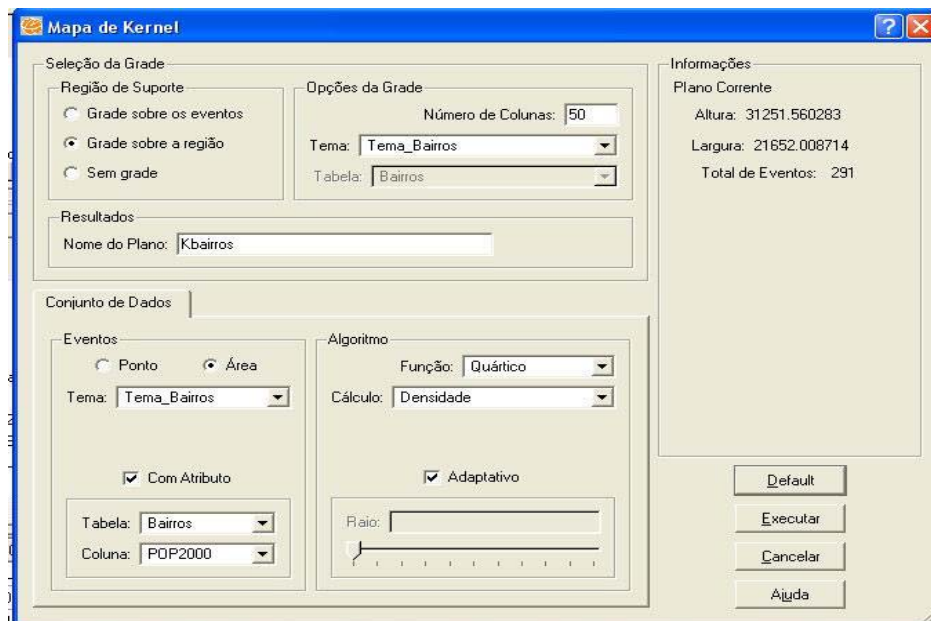 Mapa de Kernel
Seleção da Grade
Região de Suporte
Grade sobre os eventos
Grade sobre a região
Sem grade
Opções da Grade
Número de Colunas: 50
Tema: Tema_Bairros
Tabela: Bairros
Resultados
Nome do Plano: Kbairros
Informações
Plano Corrente
Altura: 31251.560283
Largura: 21652.008714
Total de Eventos: 291
Conjunto de Dados
Eventos
Ponto Área
Tema: Tema_Bairros
Com Atributo
Tabela: Bairros
Coluna: POP2000
Algoritmo
Função: Quártico
Cálculo: Densidade
Adaptativo
Raio:
Default
Executar
Cancelar
Ajuda